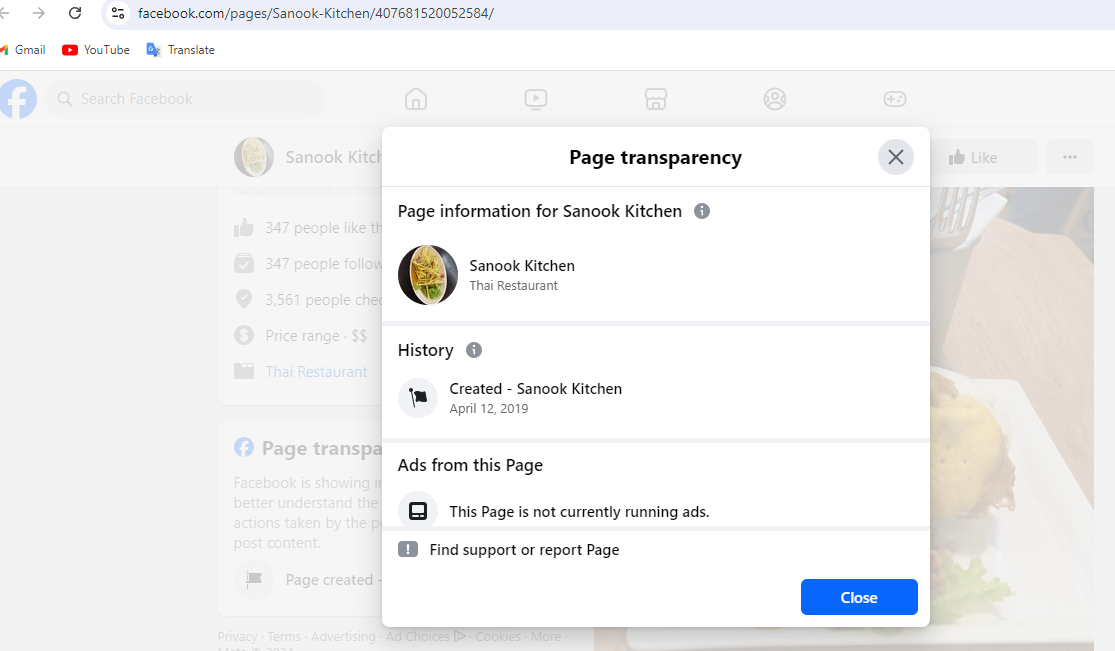 facebook.com/pages/Sanook-Kitchen/407681520052584/
Gmail YouTube Translate
Search Facebook
Sanook Kitch
Like
347 people like th
347 people follow
3,561 people chec
Price range · $$
Thai Restaurant
Page transpa
Facebook is showing in
better understand the
actions taken by the p
post content.
Page created -
Privacy · Terms · Advertising · Ad Choices · Cookies · More ·
Meta © 2024
Page transparency
Page information for Sanook Kitchen
Sanook Kitchen
Thai Restaurant
History
Created - Sanook Kitchen
April 12, 2019
Ads from this Page
This Page is not currently running ads.
Find support or report Page
Close